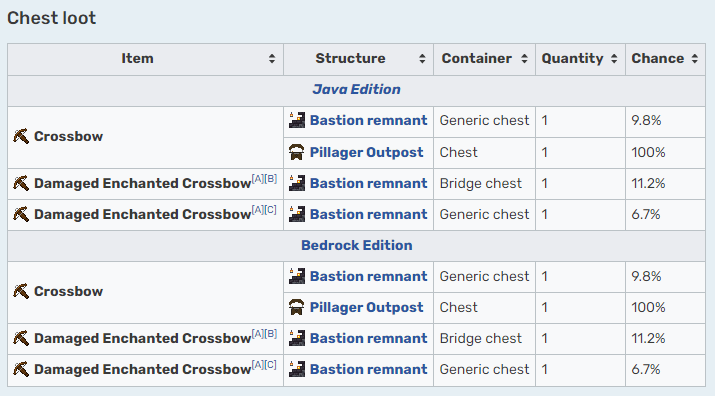 Chest loot
Item Structure Container Quantity Chance
Java Edition
Crossbow Bastion remnant Generic chest 1 9.8%
Pillager Outpost Chest 1 100%
Damaged Enchanted Crossbow[A][B] Bastion remnant Bridge chest 1 11.2%
Damaged Enchanted Crossbow[A][C] Bastion remnant Generic chest 1 6.7%
Bedrock Edition
Crossbow Bastion remnant Generic chest 1 9.8%
Pillager Outpost Chest 1 100%
Damaged Enchanted Crossbow[A][B] Bastion remnant Bridge chest 1 11.2%
Damaged Enchanted Crossbow[A][C] Bastion remnant Generic chest 1 6.7%